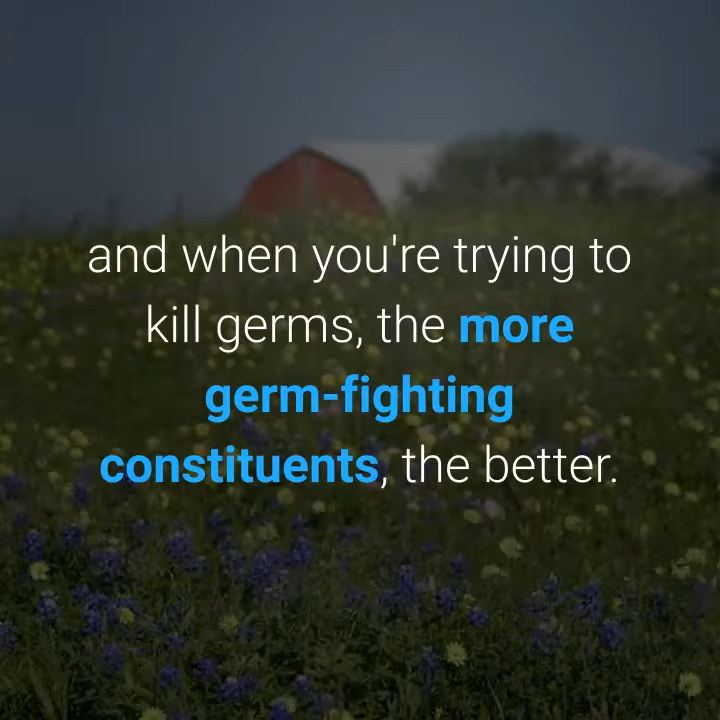 and when you're trying to
kill germs, the more
germ-fighting
constituents, the better.